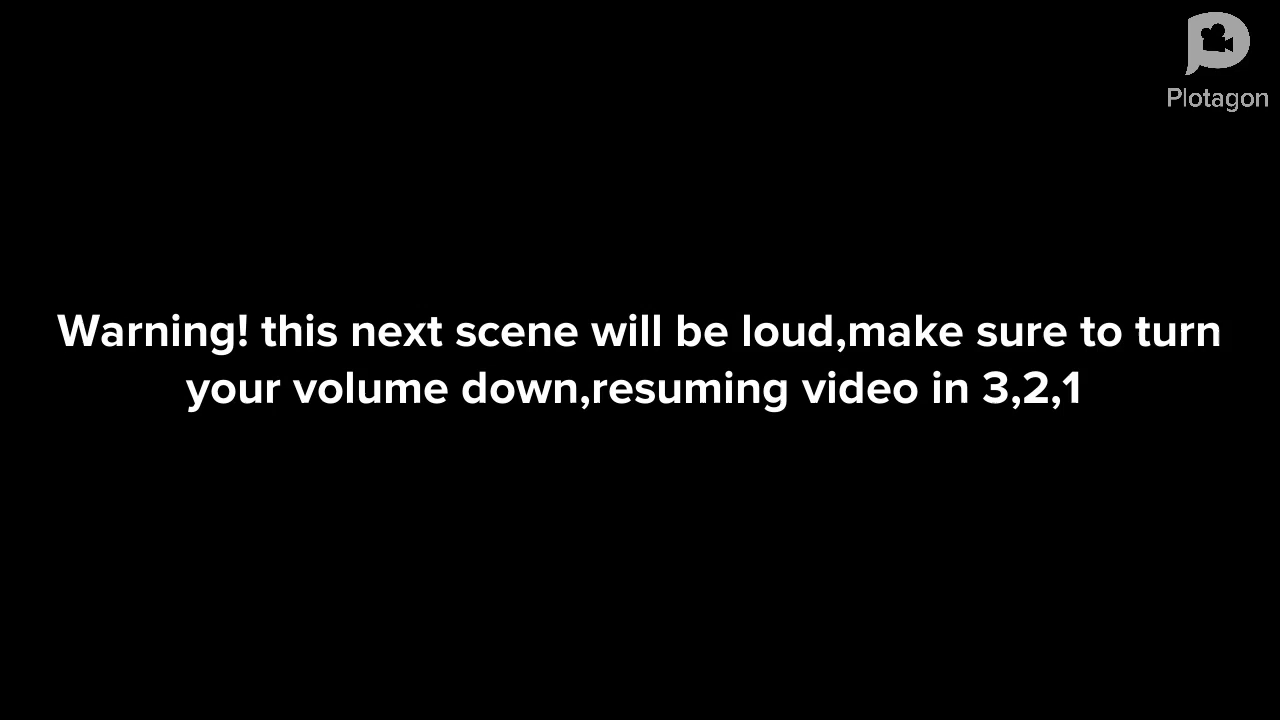 Plotagon
Warning! this next scene will be loud,make sure to turn
your volume down,resuming video in 3,2,1